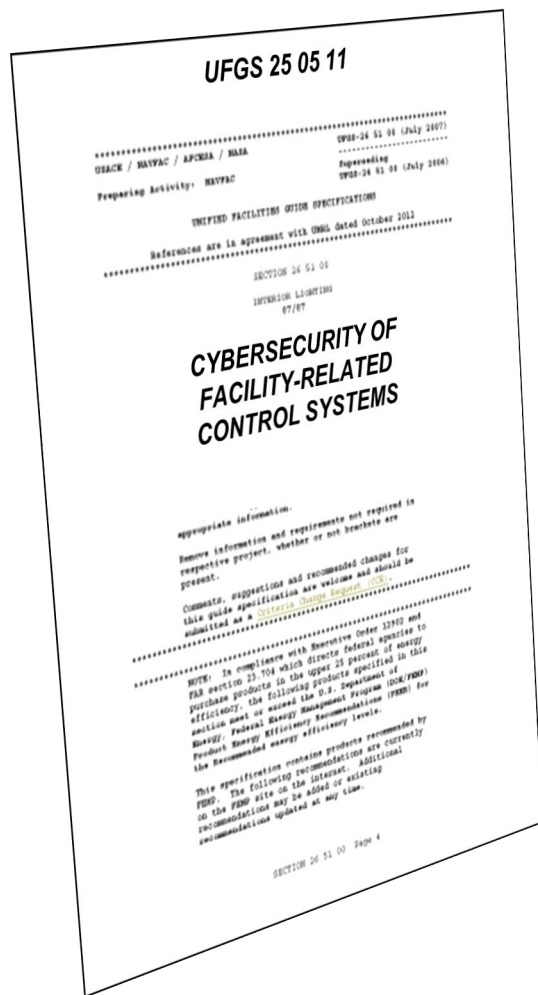 UFGS 25 05 11
************************************************************
USACE / NAVFAC / AFCESA / NASA
UFGS-26 51 00 (July 2007)
------------------------
Preparing Activity: NAVFAC
Superseding
UFGS-26 51 00 (July 2006)
UNIFIED FACILITIES GUIDE SPECIFICATIONS
References are in agreement with UMRL dated October 2012
************************************************************
SECTION 26 51 00
INTERIOR LIGHTING
07/07
CYBERSECURITY OF
FACILITY-RELATED
CONTROL SYSTEMS
appropriate information.
Remove information and requirements not required in
respective project, whether or not brackets are
present.
Comments, suggestions and recommended changes for
this guide specification are welcome and should be
submitted as a Criteria Change Request (CCR).
************************************************************
************************************************************
NOTE: In compliance with Executive Order 12902 and
FAR section 23.704 which directs federal agencies to
purchase products in the upper 25 percent of energy
efficiency, the following products specified in this
section meet or exceed the U.S. Department of
Energy, Federal Energy Management Program (DOE/FEMP)
Product Energy Efficiency Recommendations (PEER) for
the Recommended energy efficiency levels.
This specification contains products recommended by
FEMP. The following recommendations are currently
on the FEMP site on the internet. Additional
recommendations may be added or existing
recommendations updated at any time.
SECTION 26 51 00 Page 4